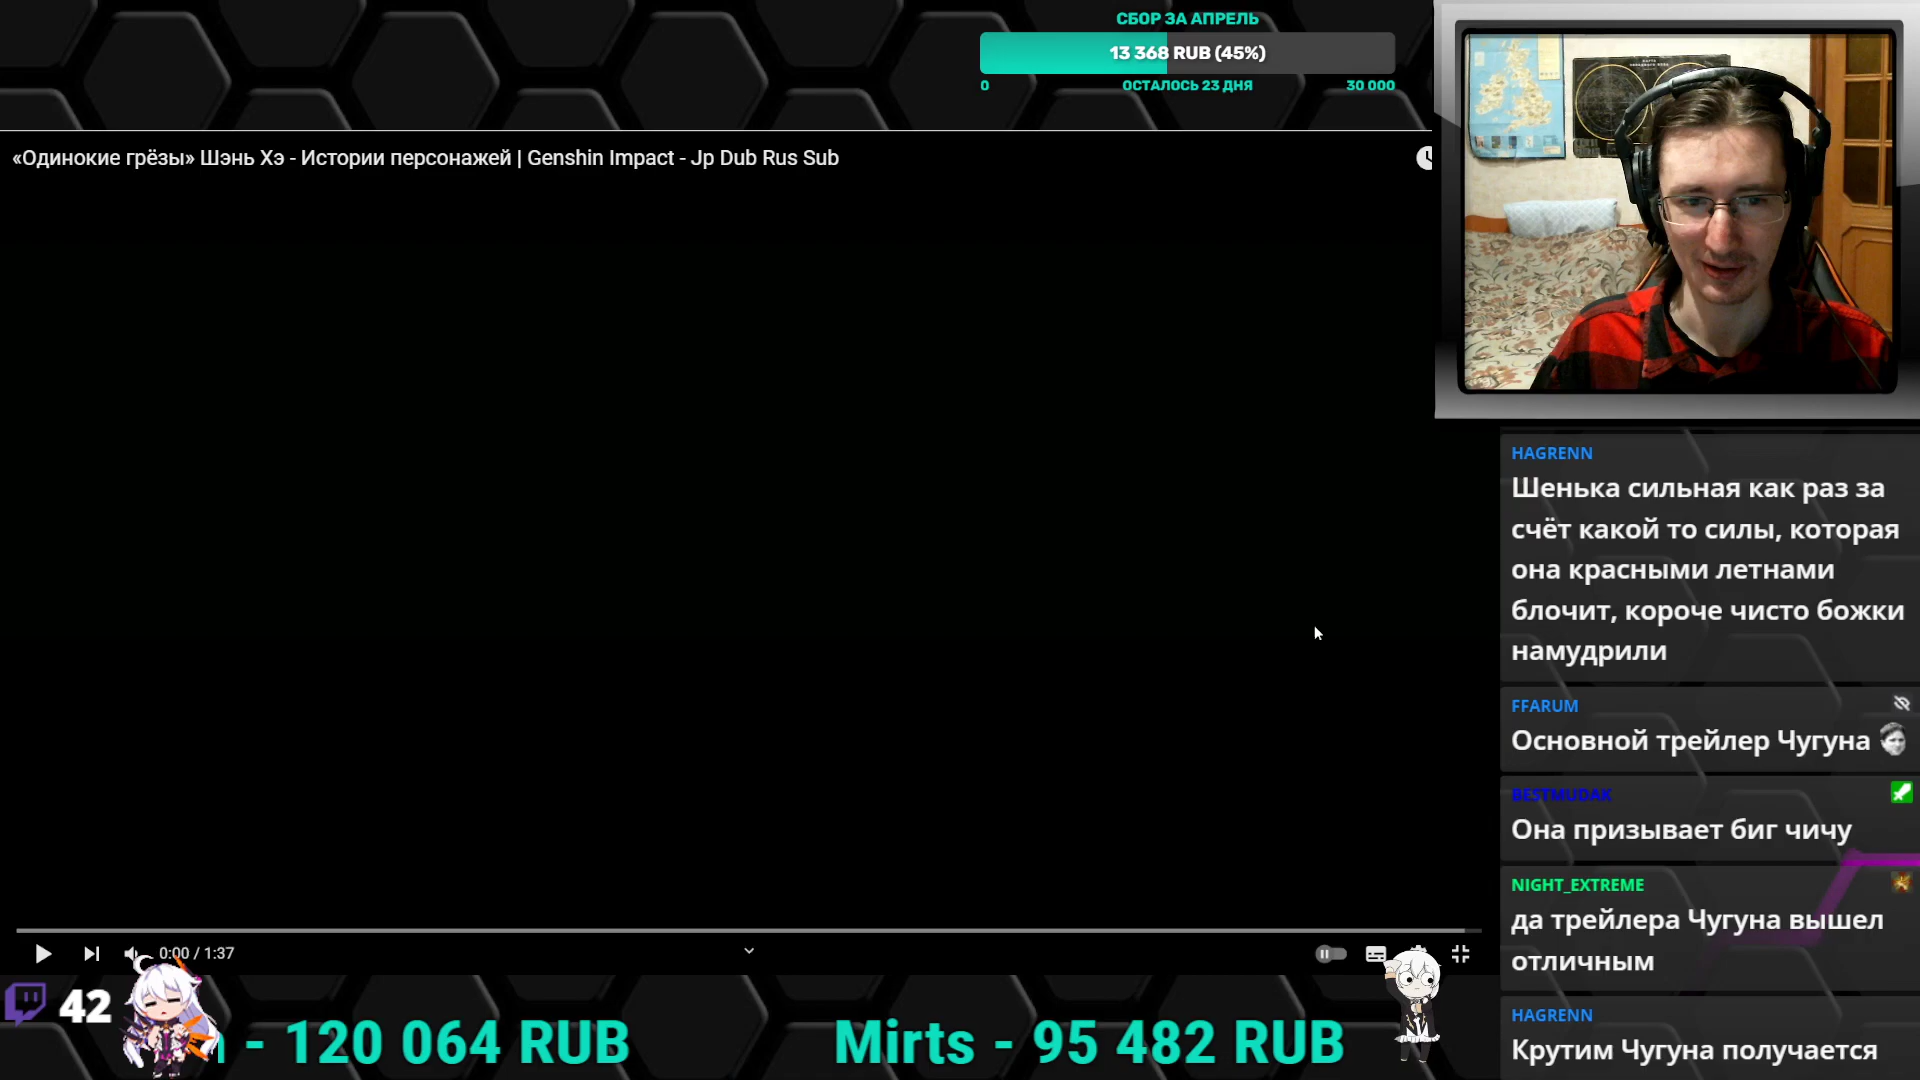 СБОР ЗА АПРЕЛЬ
13 368 RUB (45%)
0 ОСТАЛОСЬ 23 ДНЯ 30 000
«Одинокие грёзы» Шэнь Хэ - Истории персонажей | Genshin Impact - Jp Dub Rus Sub
HAGRENN
Шенька сильная как раз за
счёт какой то силы, которая
она красными летнами
блочит, короче чисто божки
намудрили
FFARUM
Основной трейлер Чугуна
BESTMUDAK
Она призывает биг чичу
NIGHT_EXTREME
да трейлера Чугуна вышел
отличным
HAGRENN
Крутим Чугуна получается
0:00 / 1:37
42
- 120 064 RUB
Mirts - 95 482 RUB